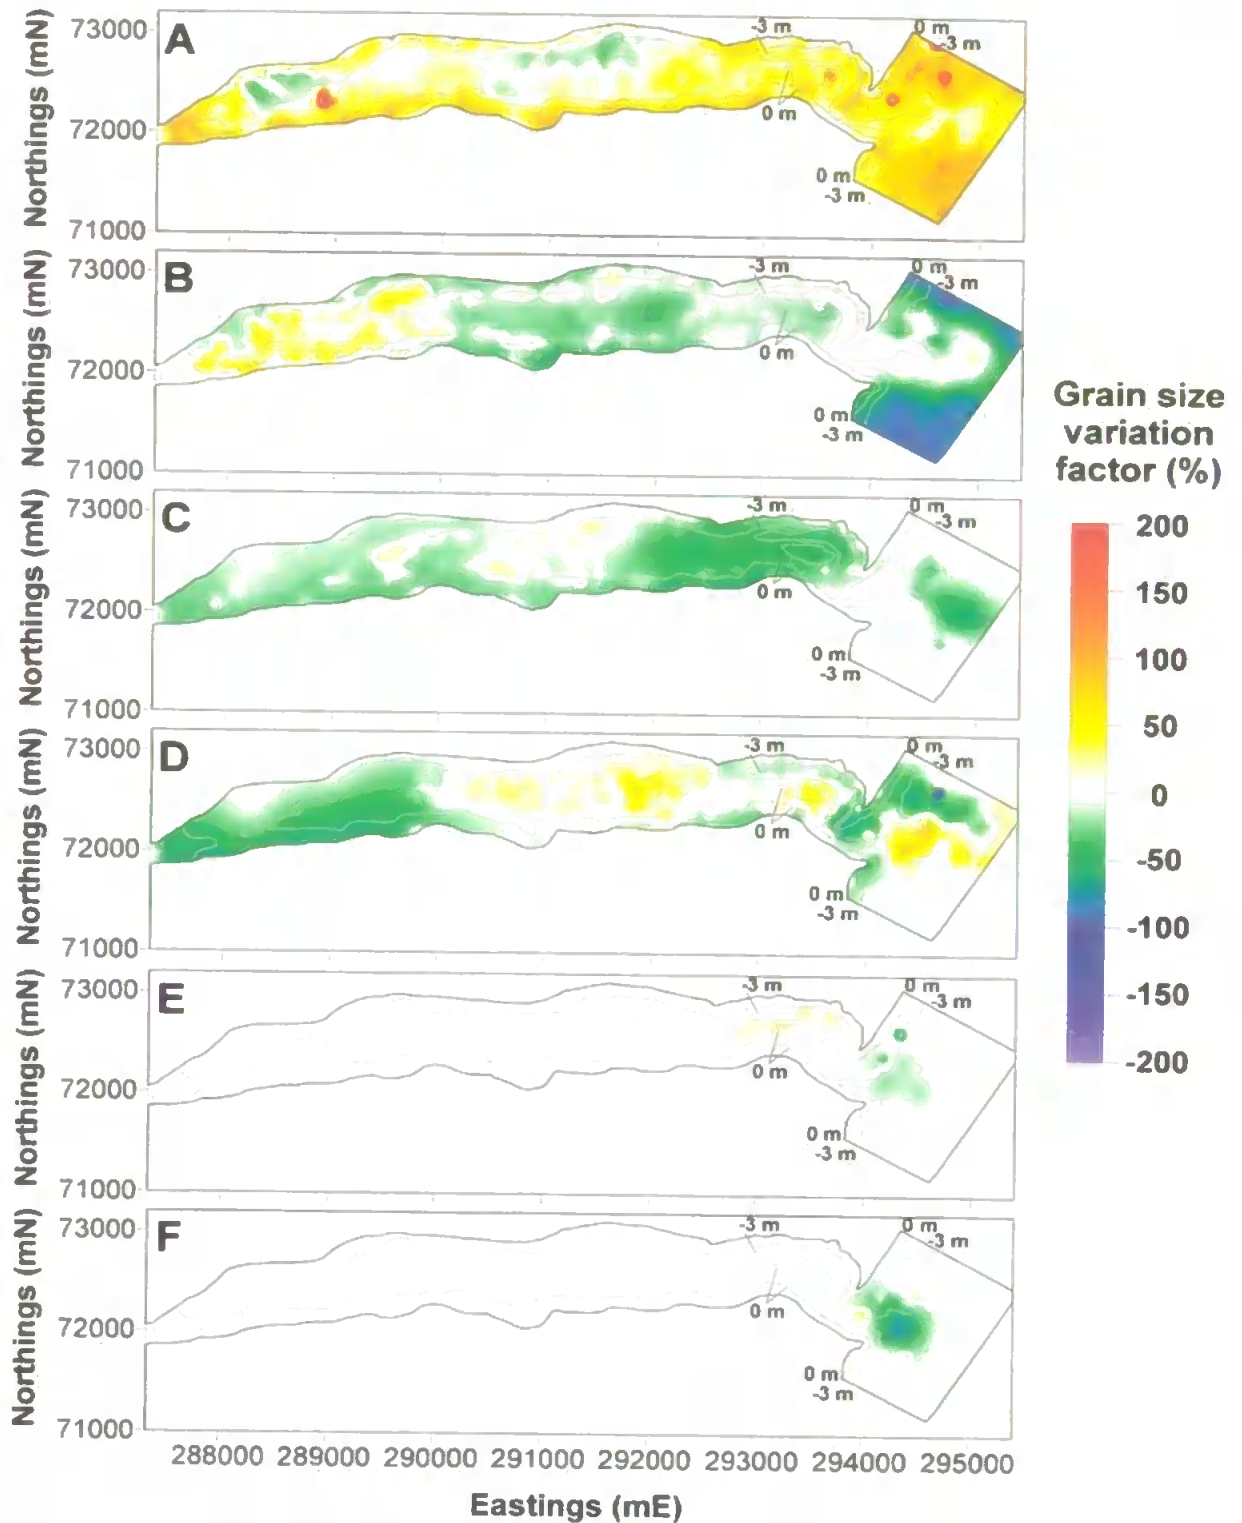 Northings (mN)
73000
72000
71000
A
-3 m
0 m
0 m
-3 m
0 m
-3 m
Northings (mN)
73000
72000
71000
B
-3 m
0 m
0 m
-3 m
0 m
-3 m
Northings (mN)
73000
72000
71000
C
-3 m
0 m
0 m
-3 m
0 m
-3 m
Northings (mN)
73000
72000
71000
D
-3 m
0 m
0 m
-3 m
0 m
-3 m
Northings (mN)
73000
72000
71000
E
-3 m
0 m
0 m
-3 m
0 m
-3 m
Northings (mN)
73000
72000
71000
F
-3 m
0 m
0 m
-3 m
0 m
-3 m
288000 289000 290000 291000 292000 293000 294000 295000
Eastings (mE)
Grain size
variation
factor (%)
200
150
100
50
0
-50
-100
-150
-200